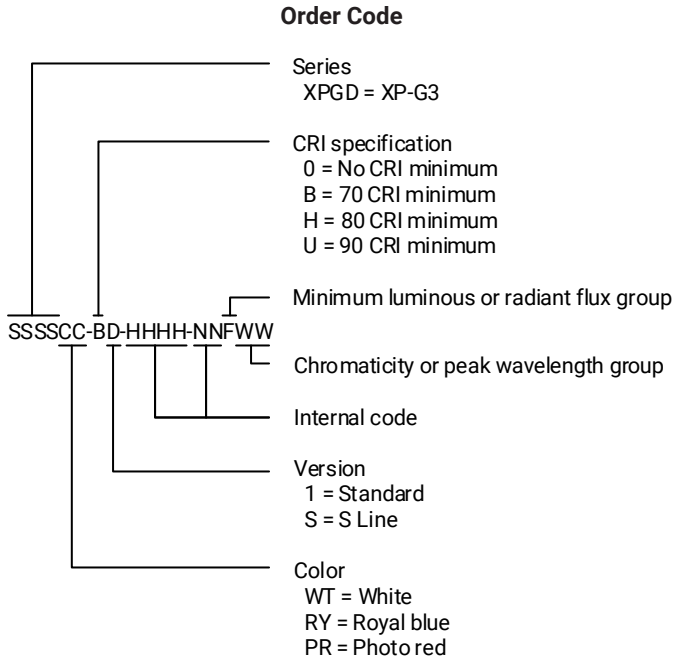 Order Code
Series
XPGD = XP-G3
CRI specification
0 = No CRI minimum
B = 70 CRI minimum
H = 80 CRI minimum
U = 90 CRI minimum
Minimum luminous or radiant flux group
SSSSCC-BD-HHHH-NNFWW
Chromaticity or peak wavelength group
Internal code
Version
1 = Standard
S = S Line
Color
WT = White
RY = Royal blue
PR = Photo red